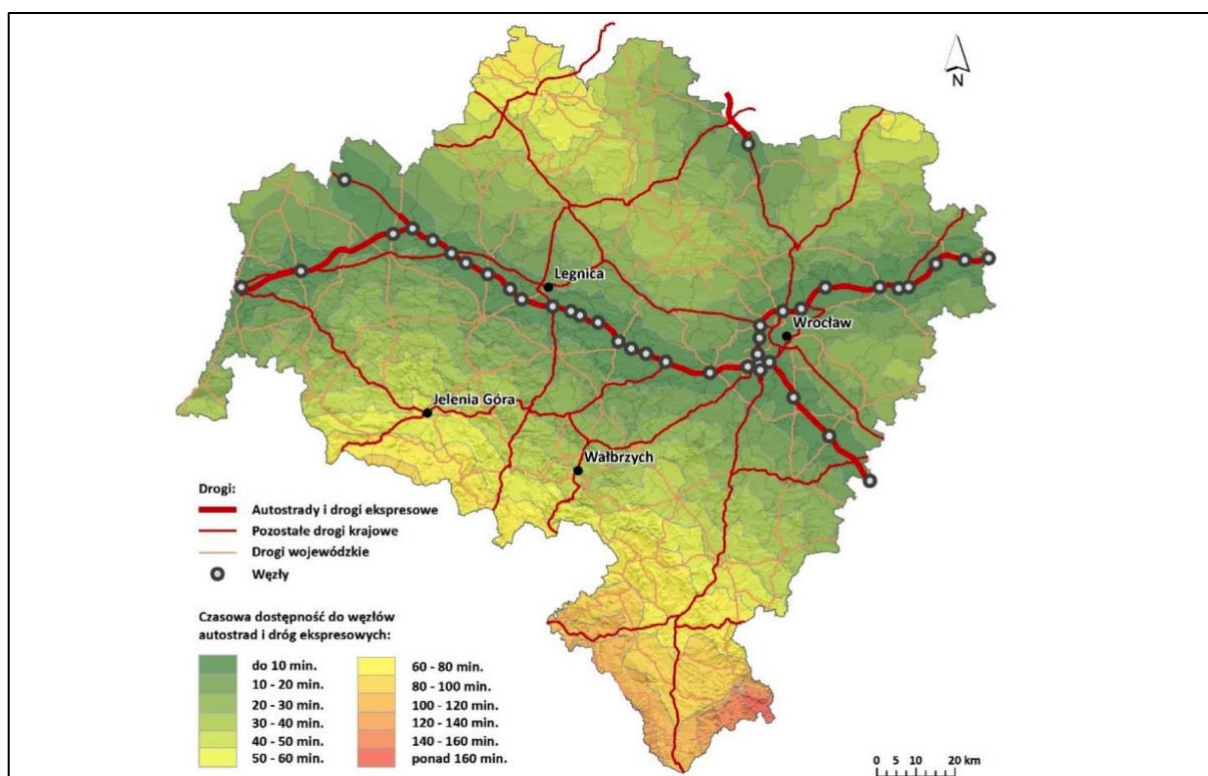 N
Legnica
Wrocław
Jelenia Góra
Wałbrzych
Drogi:
Autostrady i drogi ekspresowe
Pozostałe drogi krajowe
Drogi wojewódzkie
Węzły
Czasowa dostępność do węzłów
autostrad i dróg ekspresowych:
do 10 min.
10 - 20 min.
20 - 30 min.
30 - 40 min.
40 - 50 min.
50 - 60 min.
60 - 80 min.
80 - 100 min.
100 - 120 min.
120 - 140 min.
140 - 160 min.
ponad 160 min.
0 5 10 20 km